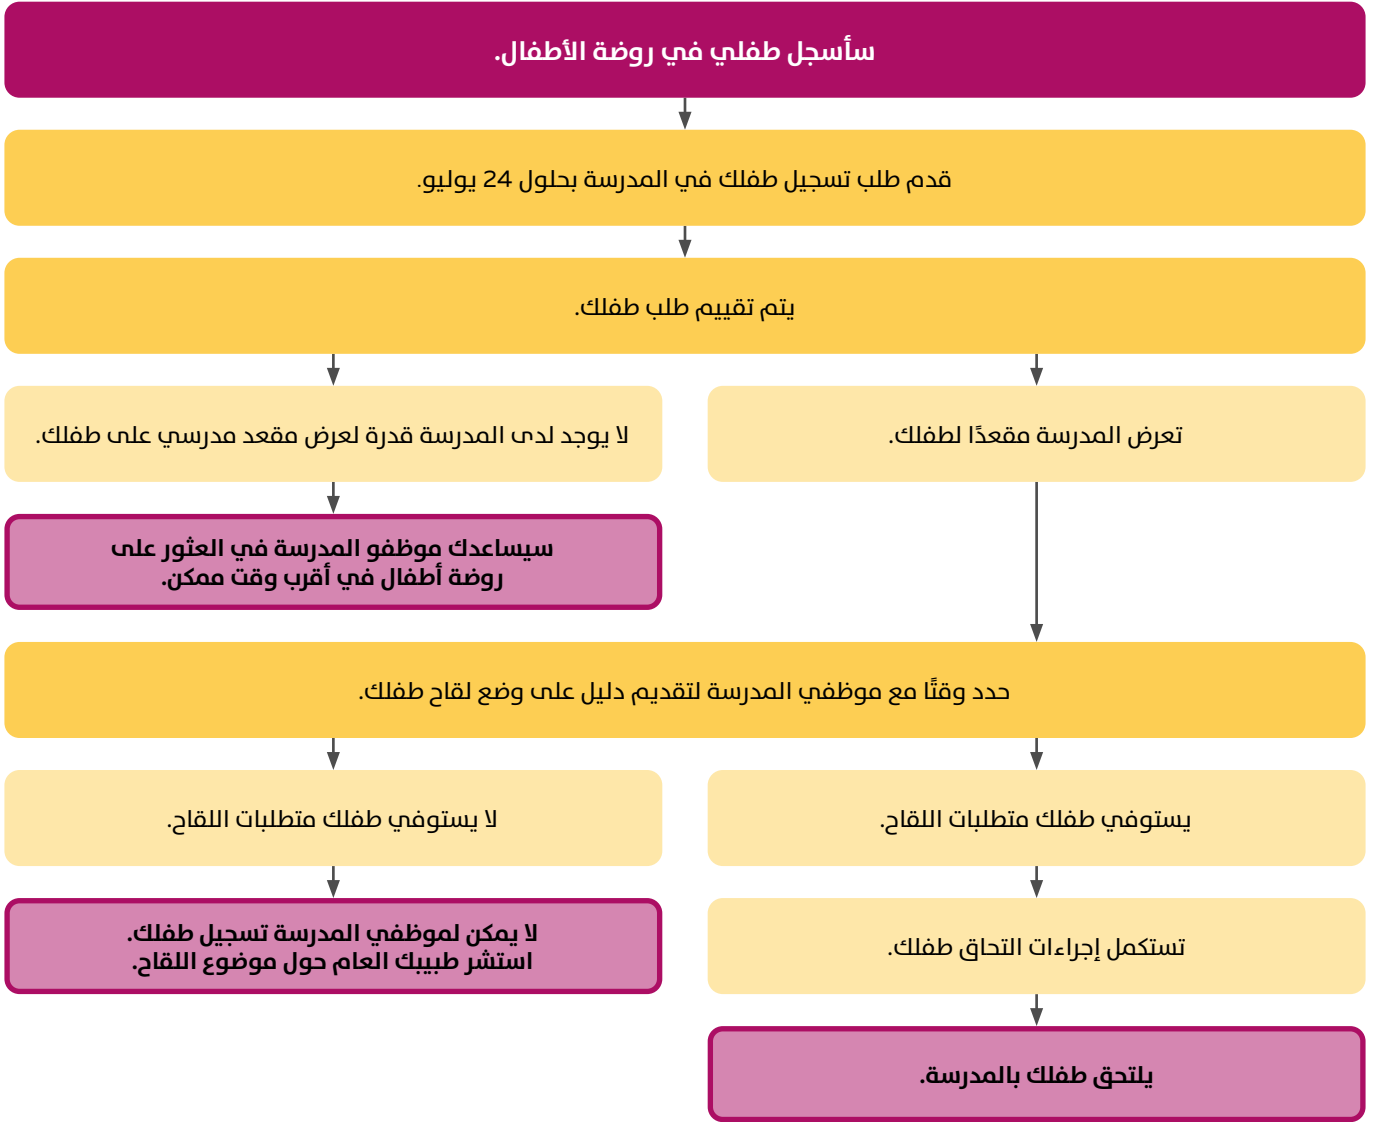 سأسجل طفلي في روضة الأطفال.
قدم طلب تسجيل طفلك في المدرسة بحلول 24 يوليو.
يتم تقييم طلب طفلك.
تعرض المدرسة مقعدًا لطفلك.
لا يوجد لدى المدرسة قدرة لعرض مقعد مدرسي على طفلك.
سيساعدك موظفو المدرسة في العثور على
روضة أطفال في أقرب وقت ممكن.
حدد وقتًا مع موظفي المدرسة لتقديم دليل على وضع لقاح طفلك.
يستوفي طفلك متطلبات اللقاح.
لا يستوفي طفلك متطلبات اللقاح.
تستكمل إجراءات التحاق طفلك.
لا يمكن لموظفي المدرسة تسجيل طفلك.
استشر طبيبك العام حول موضوع اللقاح.
يلتحق طفلك بالمدرسة.